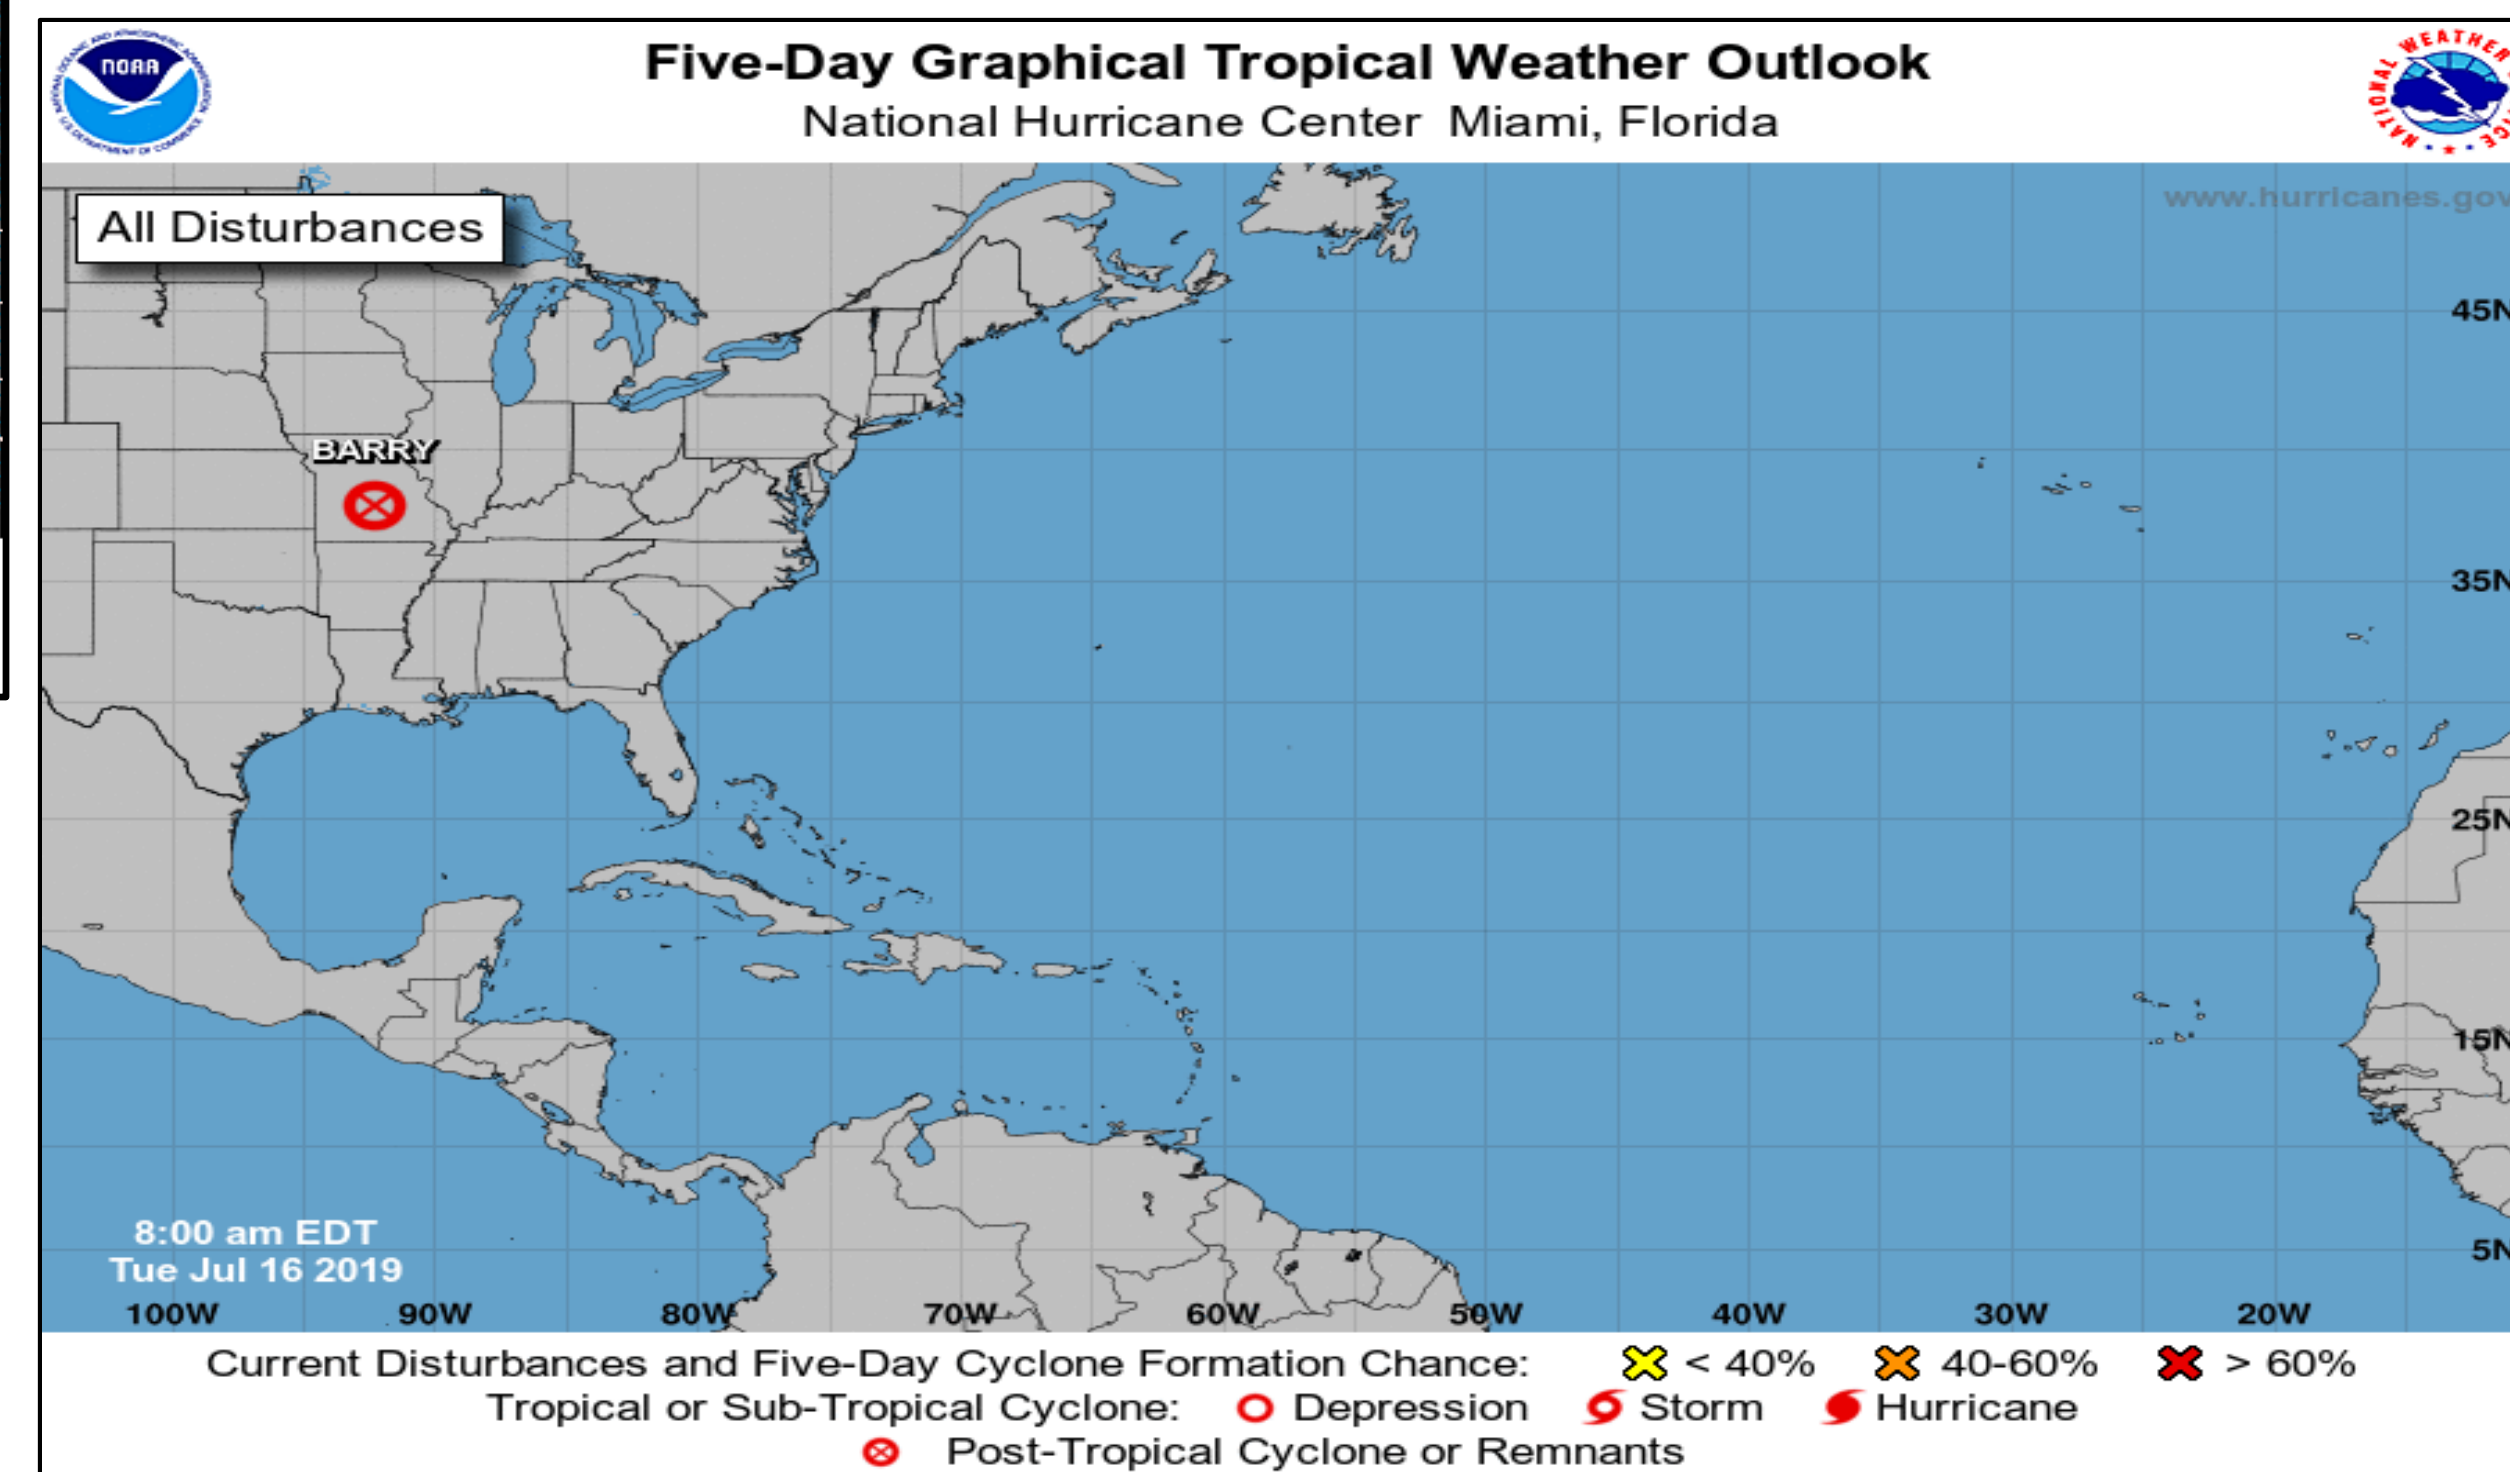 Five-Day Graphical Tropical Weather Outlook
National Hurricane Center Miami, Florida
NOAA
NATIONAL WEATHER
www.hurricanes.gov
All Disturbances
45N
BARRY
35N
25N
15N
8:00 am EDT
Tue Jul 16 2019
5N
100W 90W 80W 70W 60W 50W 40W 30W 20W
Current Disturbances and Five-Day Cyclone Formation Chance: < 40% 40-60% > 60%
Tropical or Sub-Tropical Cyclone: Depression Storm Hurricane
Post-Tropical Cyclone or Remnants